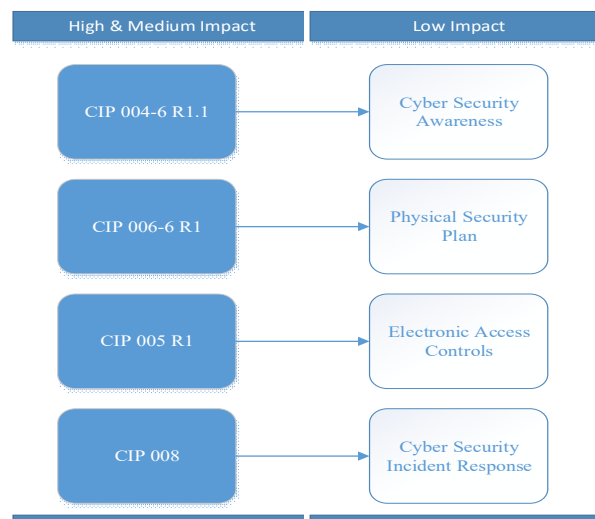 High & Medium Impact
Low Impact
CIP 004-6 R1.1
Cyber Security
Awareness
CIP 006-6 R1
Physical Security
Plan
CIP 005 R1
Electronic Access
Controls
CIP 008
Cyber Security
Incident Response